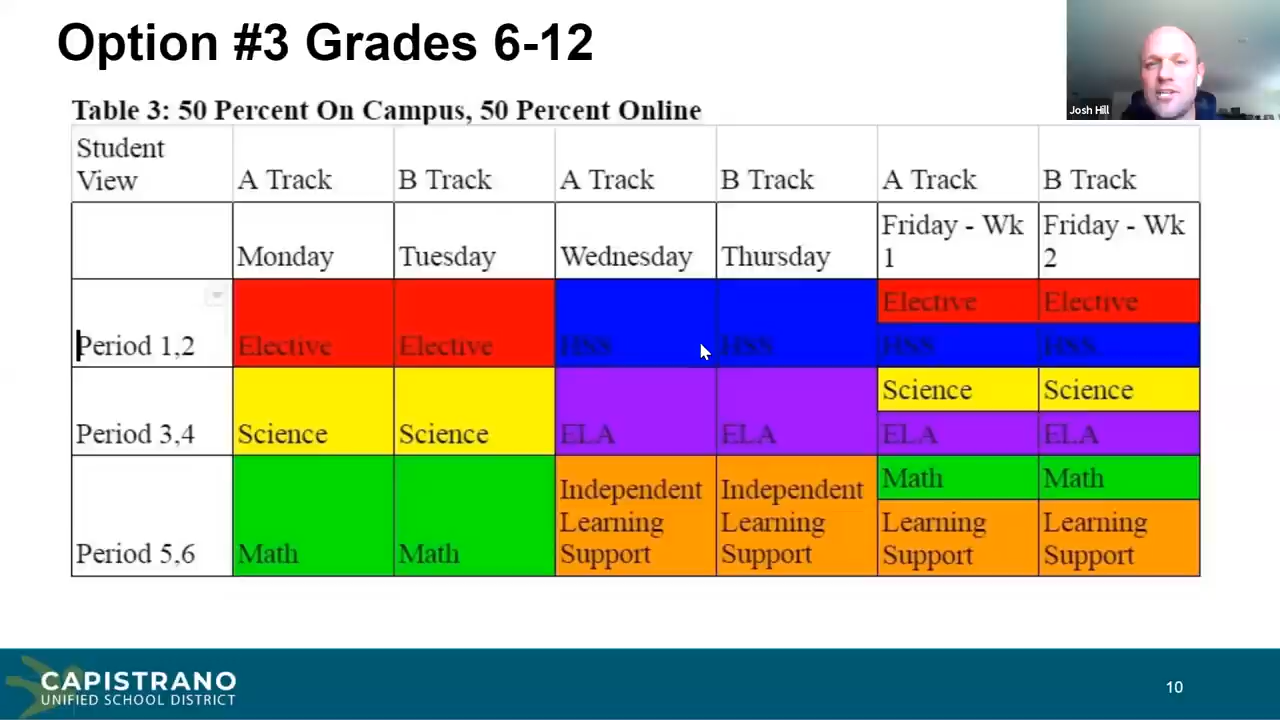 Option #3 Grades 6-12
Josh Hill
Table 3: 50 Percent On Campus, 50 Percent Online
Student View
A Track
B Track
A Track
B Track
A Track
B Track
Monday
Tuesday
Wednesday
Thursday
Friday - Wk 1
Friday - Wk 2
Period 1,2
Elective
Elective
HSS
HSS
Elective
Elective
HSS
HSS
Period 3,4
Science
Science
ELA
ELA
Science
Science
ELA
ELA
Period 5,6
Math
Math
Independent
Learning
Support
Independent
Learning
Support
Math
Math
Learning
Support
Learning
Support
CAPISTRANO
UNIFIED SCHOOL DISTRICT
10